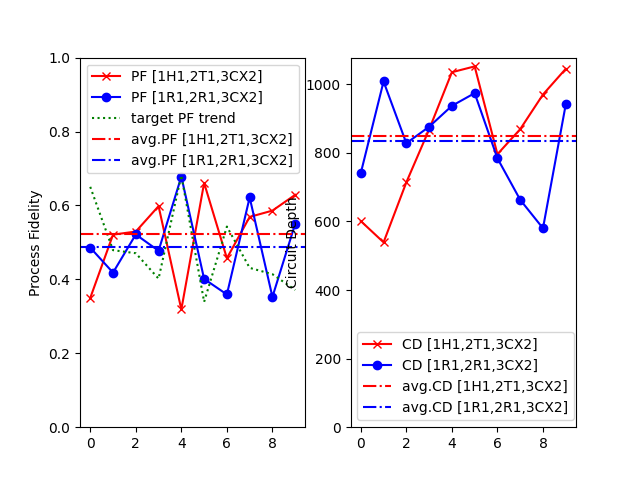 PF [1H1,2T1,3CX2]
PF [1R1,2R1,3CX2]
target PF trend
avg.PF [1H1,2T1,3CX2]
avg.PF [1R1,2R1,3CX2]
Process Fidelity
1.0
0.8
0.6
0.4
0.2
0.0
0 2 4 6 8
Circuit Depth
1000
800
600
400
200
0
CD [1H1,2T1,3CX2]
CD [1R1,2R1,3CX2]
avg.CD [1H1,2T1,3CX2]
avg.CD [1R1,2R1,3CX2]
0 2 4 6 8